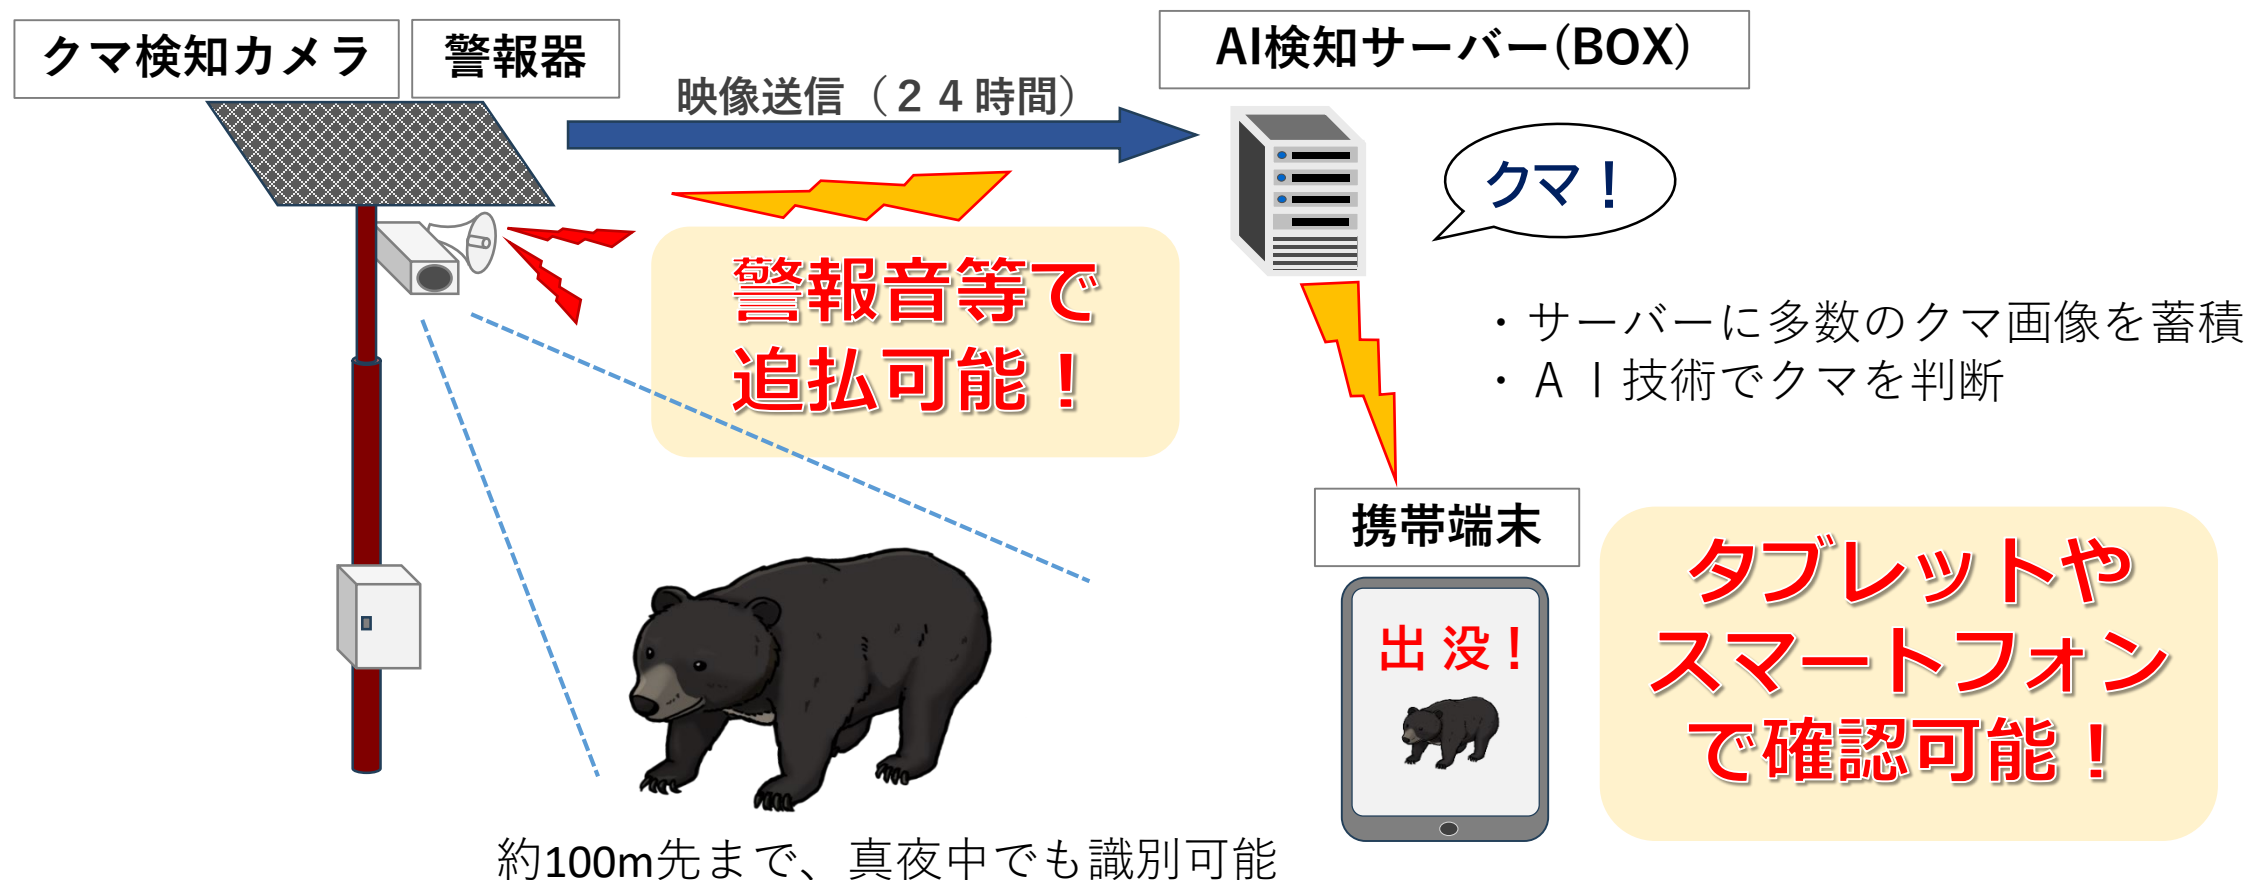 クマ検知カメラ
警報器
映像送信（２４時間）
AI検知サーバー(BOX)
クマ！
警報音等で
追払可能！
・サーバーに多数のクマ画像を蓄積
・ＡＩ技術でクマを判断
携帯端末
出没！
タブレットや
スマートフォン
で確認可能！
約100m先まで、真夜中でも識別可能